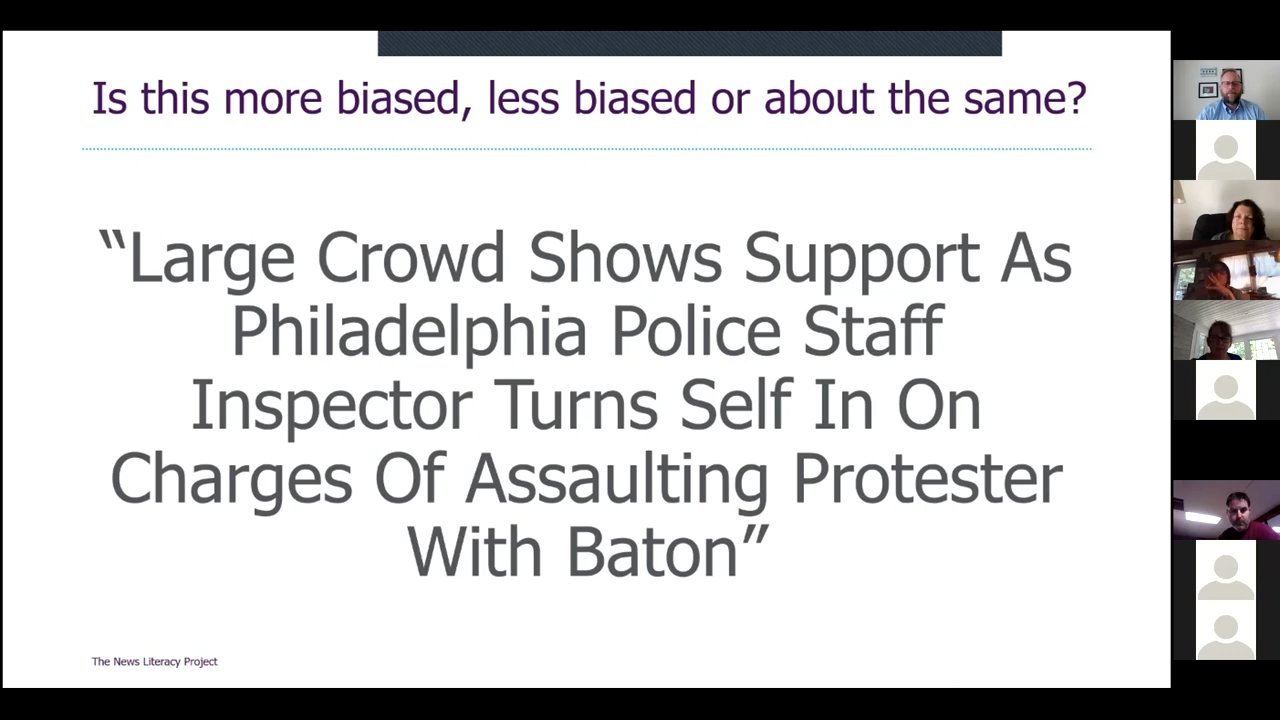 Is this more biased, less biased or about the same?
“Large Crowd Shows Support As
Philadelphia Police Staff
Inspector Turns Self In On
Charges Of Assaulting Protester
With Baton”
The News Literacy Project